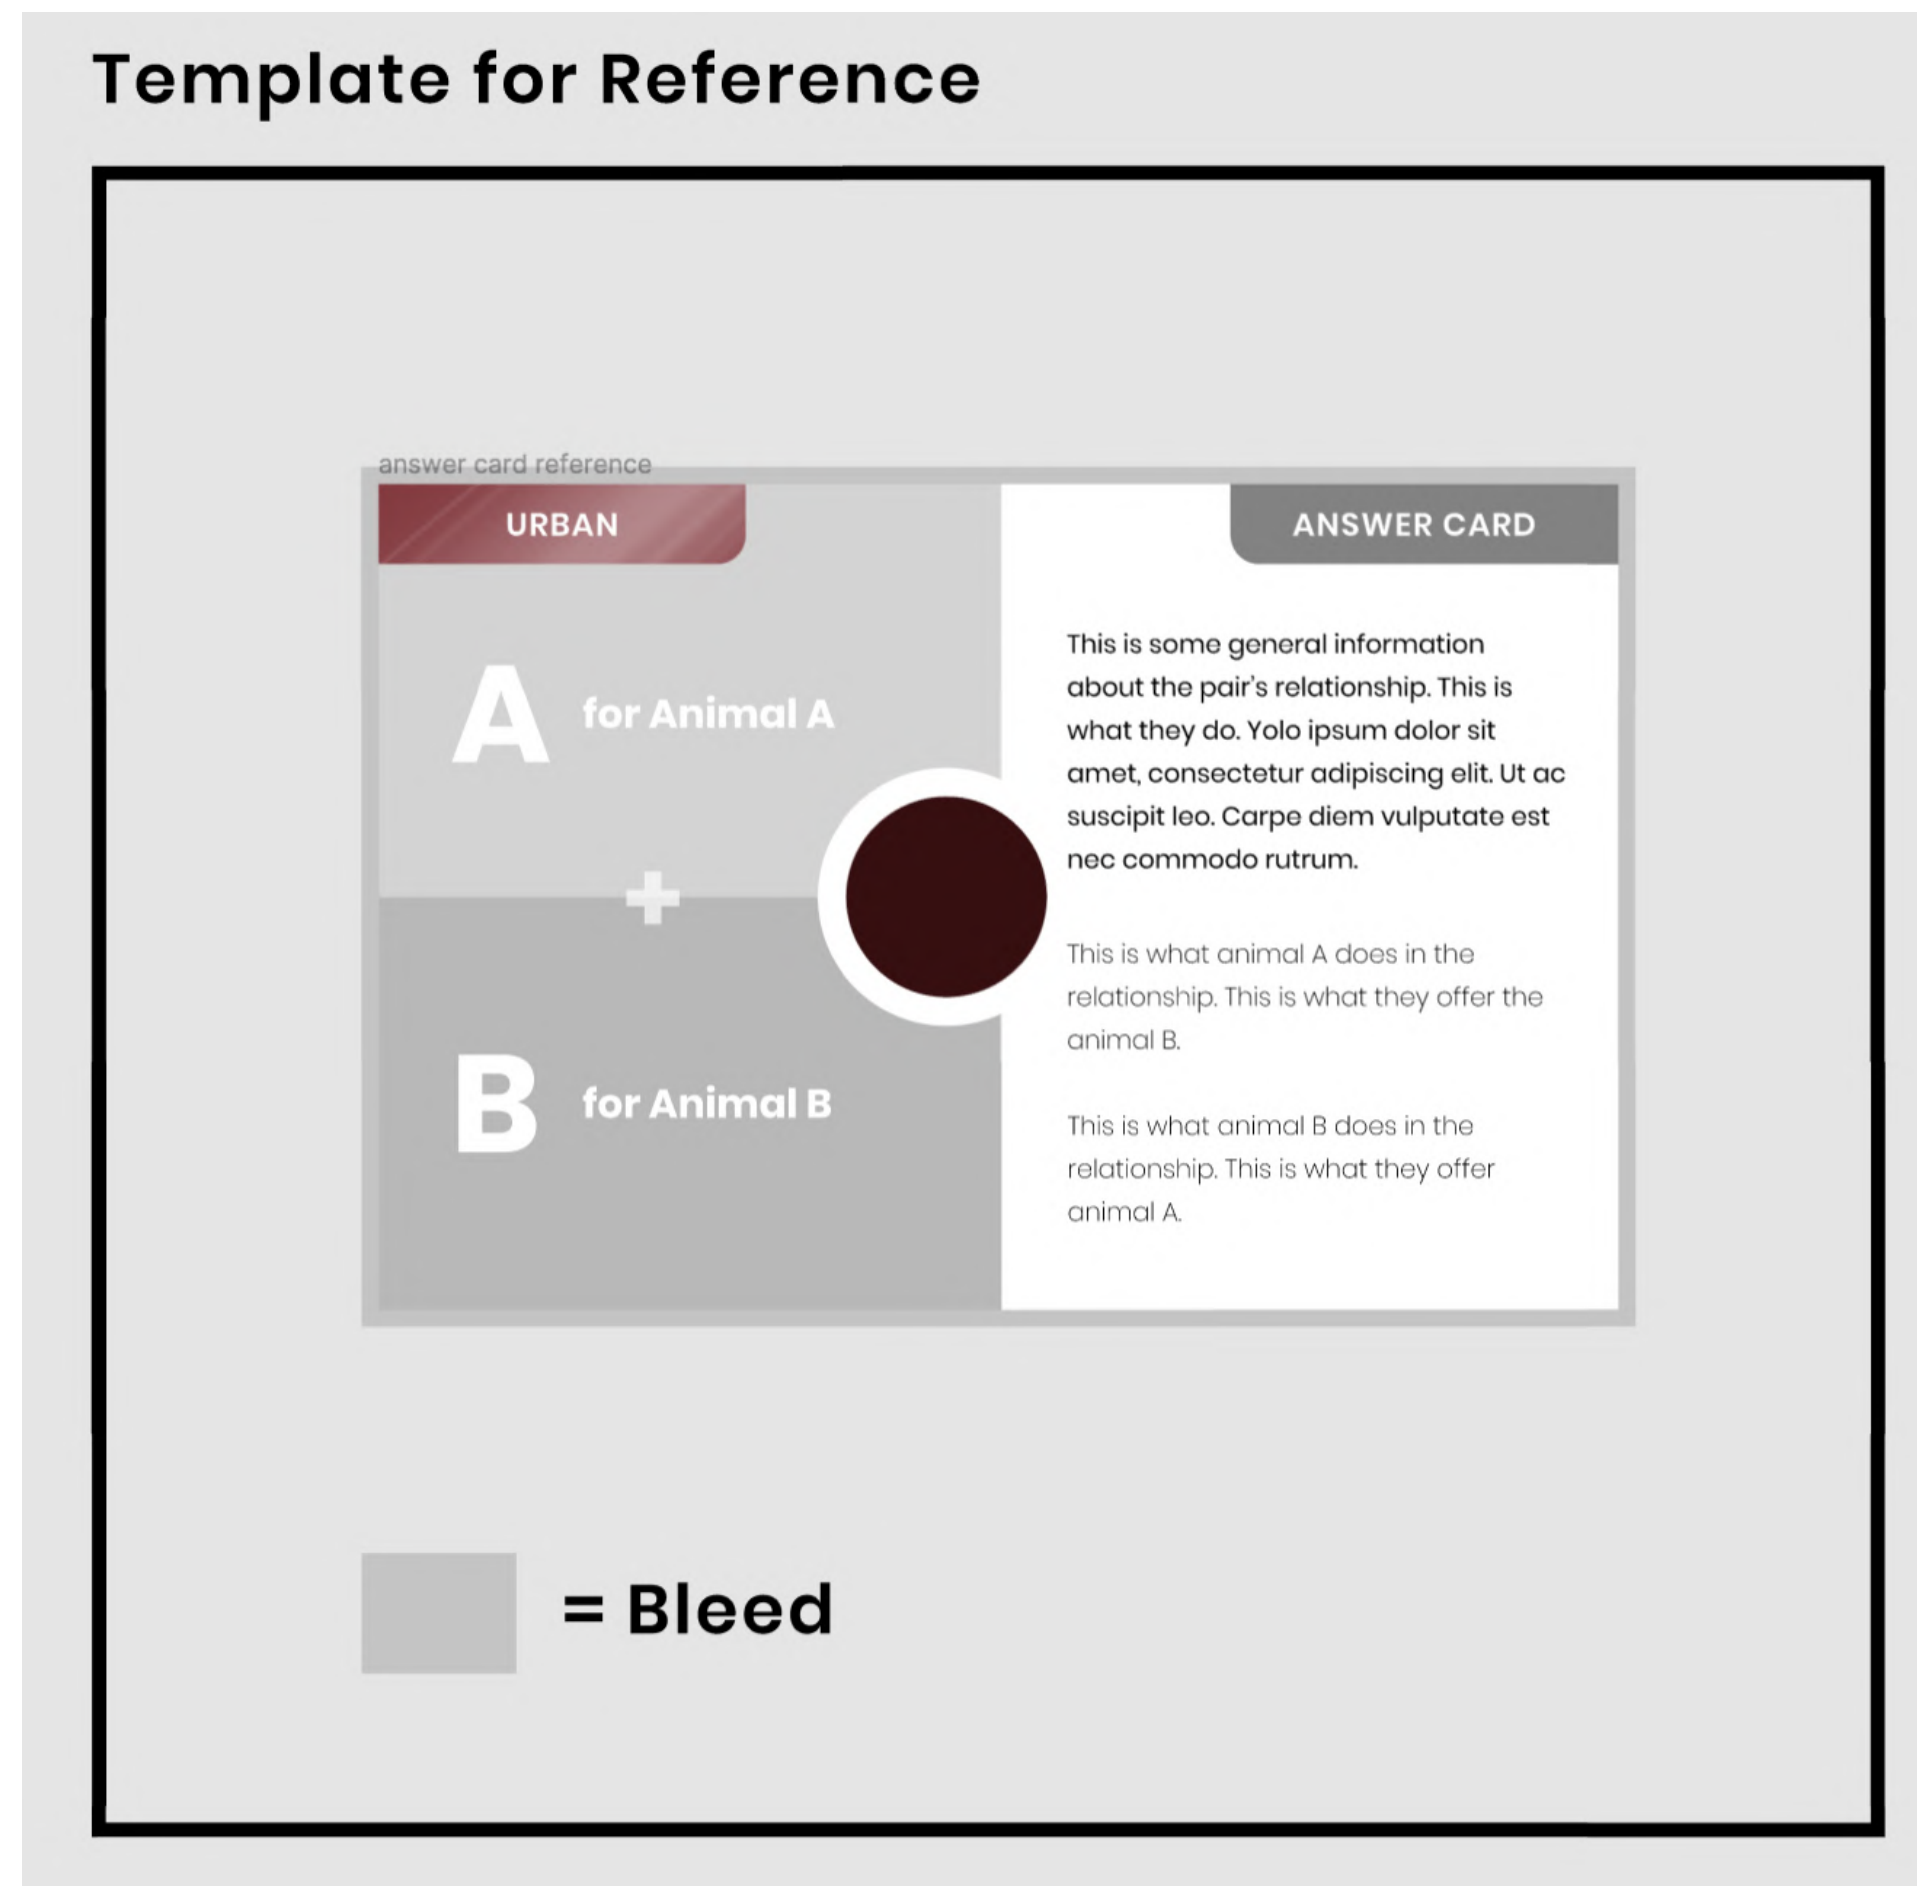 Template for Reference
answer card reference
URBAN
A for Animal A
+
B for Animal B
ANSWER CARD
This is some general information
about the pair's relationship. This is
what they do. Yolo ipsum dolor sit
amet, consectetur adipiscing elit. Ut ac
suscipit leo. Carpe diem vulputate est
nec commodo rutrum.
This is what animal A does in the
relationship. This is what they offer the
animal B.
This is what animal B does in the
relationship. This is what they offer
animal A.
= Bleed